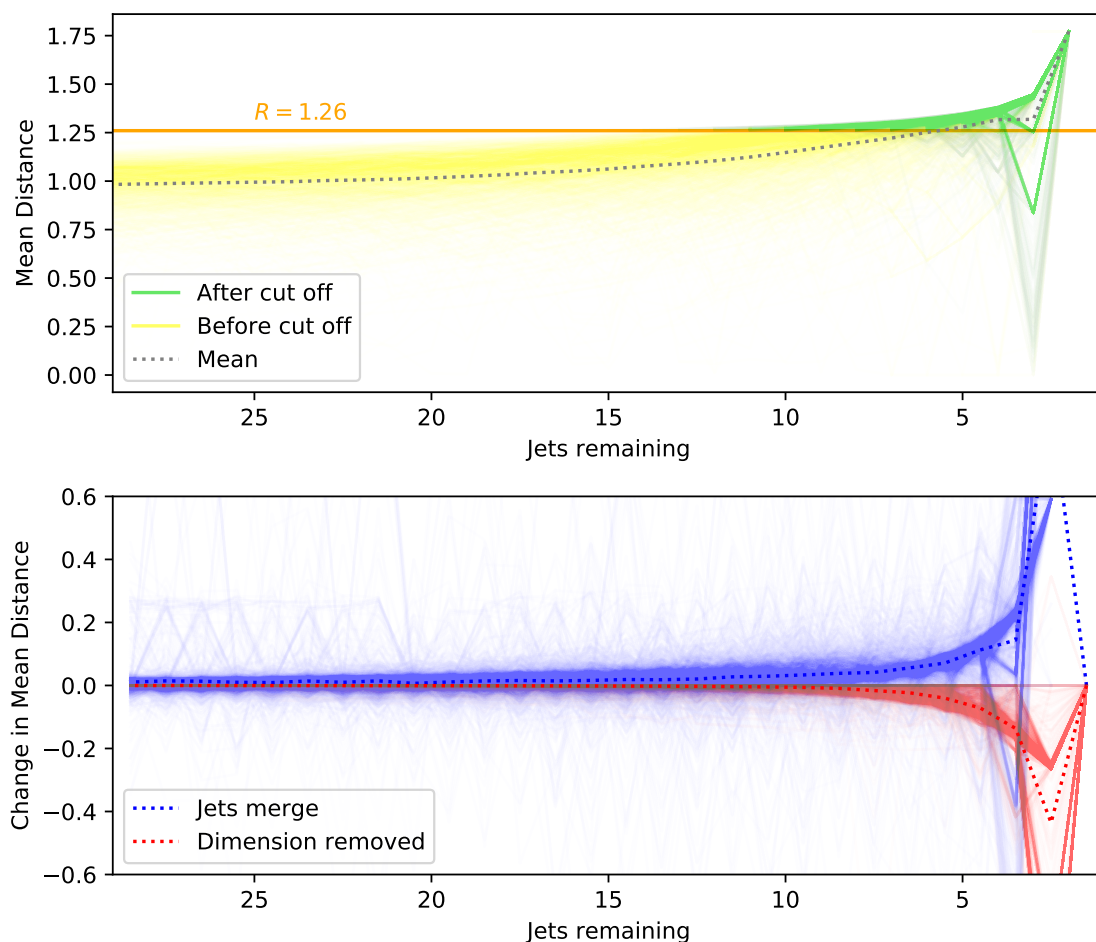 Mean Distance
1.75
1.50
1.25
1.00
0.75
0.50
0.25
0.00
R = 1.26
After cut off
Before cut off
Mean
25 20 15 10 5
Jets remaining
Change in Mean Distance
0.6
0.4
0.2
0.0
−0.2
−0.4
−0.6
Jets merge
Dimension removed
25 20 15 10 5
Jets remaining